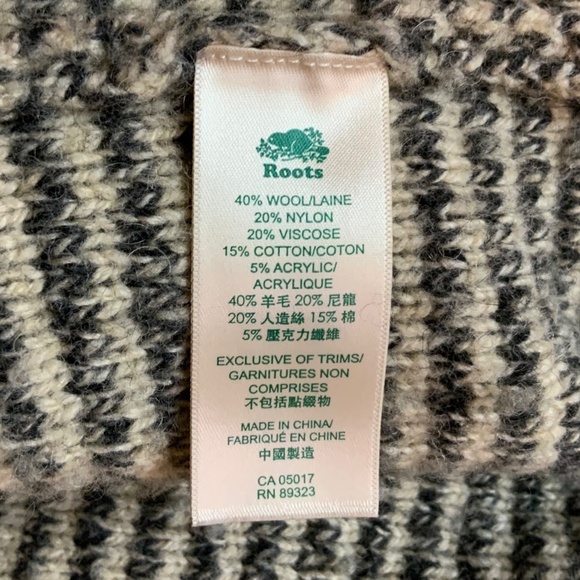 Roots
40% WOOL/LAINE
20% NYLON
20% VISCOSE
15% COTTON/COTON
5% ACRYLIC/
ACRYLIQUE
40% 羊毛 20% 尼龍
20% 人造絲 15% 棉
5% 壓克力纖維
EXCLUSIVE OF TRIMS/
GARNITURES NON
COMPRISES
不包括點綴物
MADE IN CHINA/
FABRIQUÉ EN CHINE
中國製造
CA 05017
RN 89323